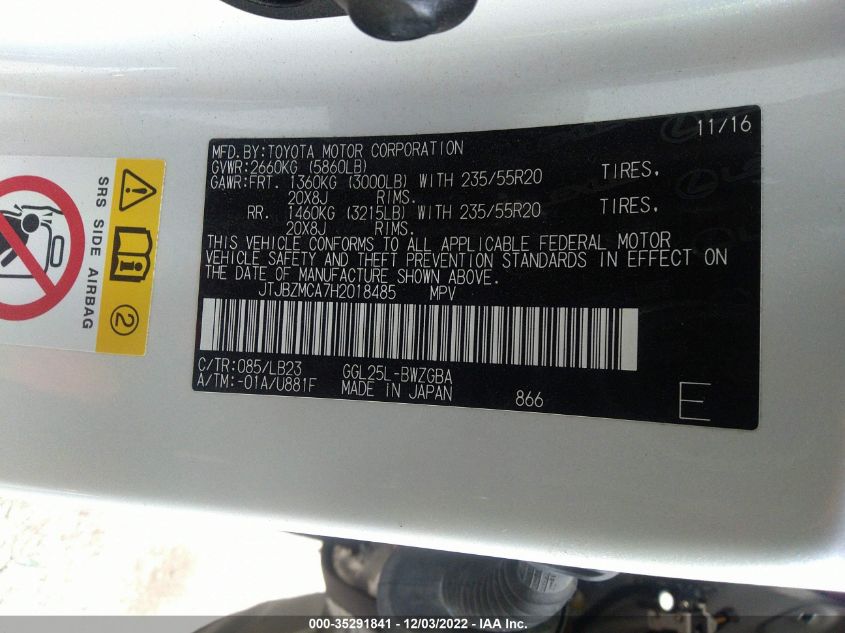 11/16
MFD.BY:TOYOTA MOTOR CORPORATION
GVWR:2660KG (5860LB)
GAWR:FRT. 1360KG (3000LB) WITH 235/55R20 TIRES,
20X8J RIMS.
RR. 1460KG (3215LB) WITH 235/55R20 TIRES,
20X8J RIMS.
THIS VEHICLE CONFORMS TO ALL APPLICABLE FEDERAL MOTOR
VEHICLE SAFETY AND THEFT PREVENTION STANDARDS IN EFFECT ON
THE DATE OF MANUFACTURE SHOWN ABOVE.
JTJBZMCA7H2018485 MPV
C/TR:085/LB23 GGL25L-BWZGBA
A/TM:-01A/U881F MADE IN JAPAN 866
E
SRS SIDE AIRBAG
2
000-35291841 - 12/03/2022 - IAA Inc.